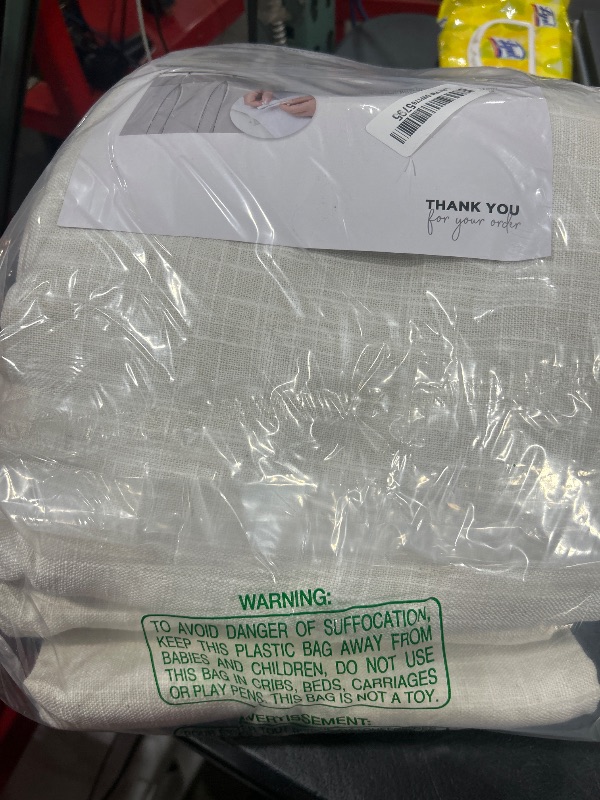 THANK YOU
for your order
WARNING:
TO AVOID DANGER OF SUFFOCATION,
KEEP THIS PLASTIC BAG AWAY FROM
BABIES AND CHILDREN, DO NOT USE
THIS BAG IN CRIBS, BEDS, CARRIAGES
OR PLAY PENS. THIS BAG IS NOT A TOY.
AVERTISSEMENT: